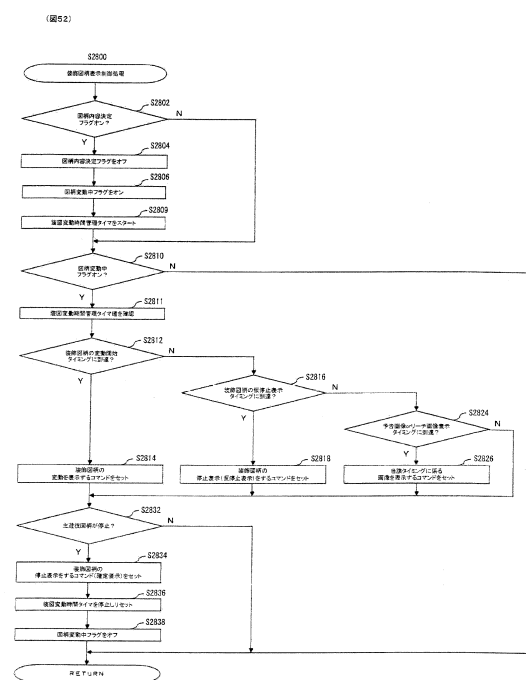 (図52)
S2800
装飾図柄表示制御処理
S2802
図柄内容決定
フラグオン?
N
Y
S2804
図柄内容決定フラグをオフ
S2806
図柄変動中フラグをオン
S2809
装図変動時間管理タイマをスタート
S2810
図柄変動中
フラグオン?
N
Y
S2811
装図変動時間管理タイマ値を確認
S2812
装飾図柄の変動開始
タイミングに到達?
N
Y
S2816
装飾図柄の仮停止表示
タイミングに到達?
N
Y
S2824
予告画像orリーチ画像表示
タイミングに到達?
N
Y
S2814
装飾図柄の
変動を表示するコマンドをセット
S2818
装飾図柄の
停止表示(仮停止表示)をするコマンドをセット
S2826
当該タイミングに係る
画像を表示するコマンドをセット
S2832
主遊技図柄が停止?
N
Y
S2834
装飾図柄の
停止表示をするコマンド(確定表示)をセット
S2836
装図変動時間タイマを停止しリセット
S2838
図柄変動中フラグをオフ
RETURN